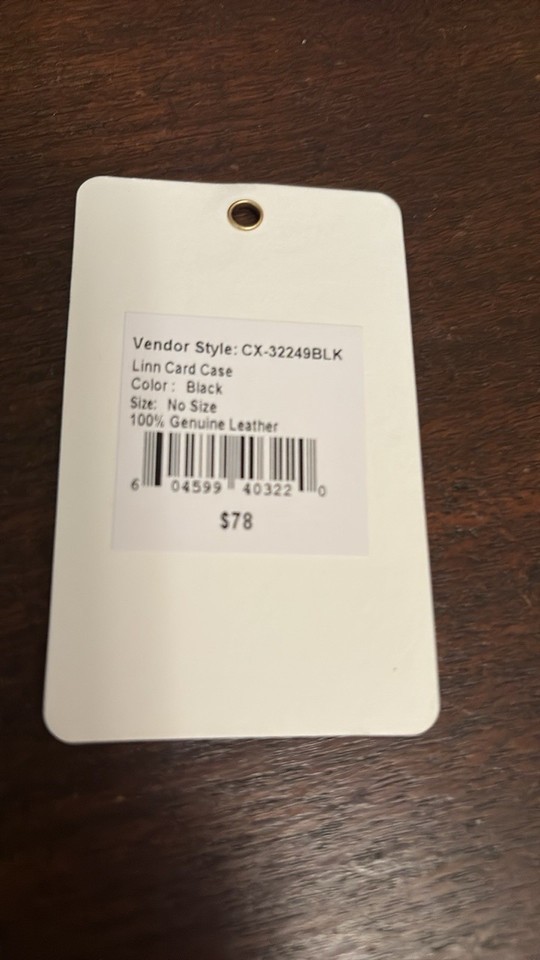 Vendor Style: CX-32249BLK
Linn Card Case
Color : Black
Size: No Size
100% Genuine Leather
6 04599 40322 0
$78